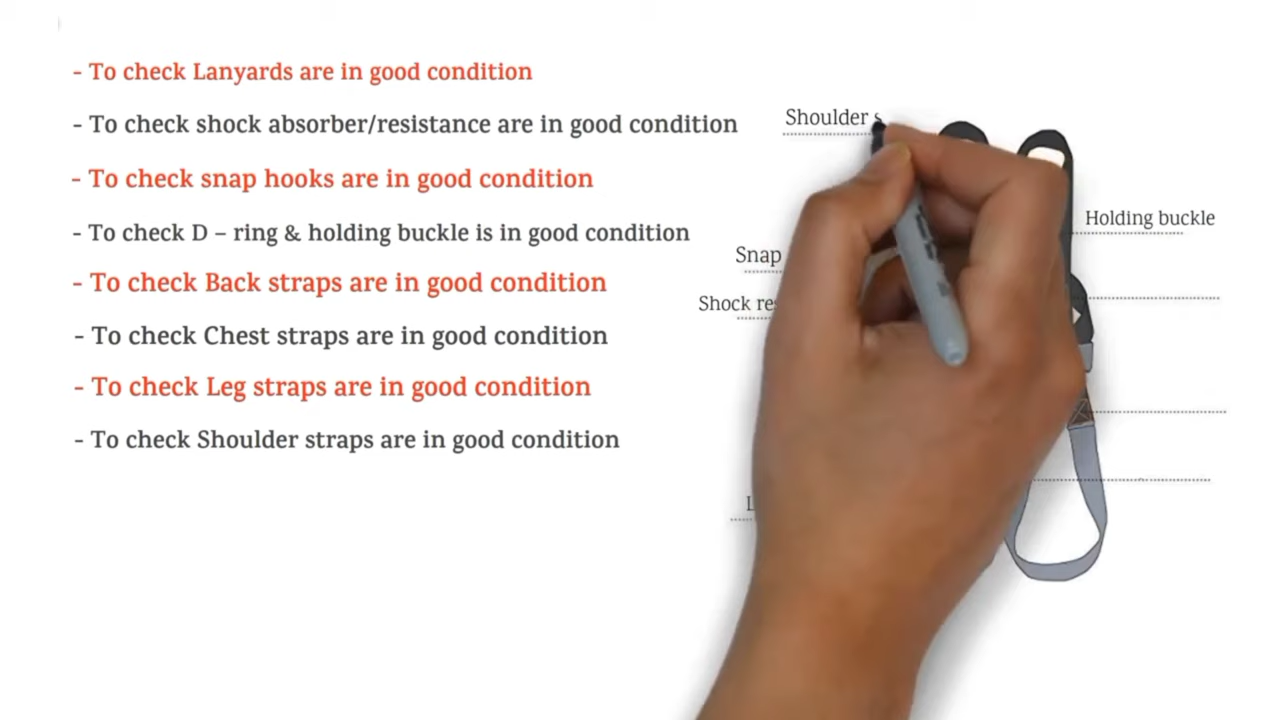 - To check Lanyards are in good condition
- To check shock absorber/resistance are in good condition
- To check snap hooks are in good condition
- To check D – ring & holding buckle is in good condition
- To check Back straps are in good condition
- To check Chest straps are in good condition
- To check Leg straps are in good condition
- To check Shoulder straps are in good condition
Shoulder s
Holding buckle
Snap
Shock re
L